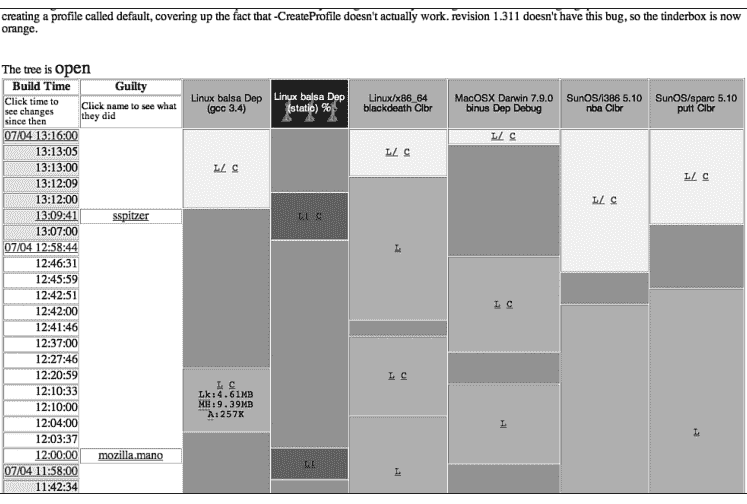 creating a profile called default, covering up the fact that -CreateProfile doesn't actually work. revision 1.311 doesn't have this bug, so the tinderbox is now
orange.
The tree is open
Build Time
Guilty
Click time to
see changes
since then
Click name to see what
they did
Linux balsa Dep
(gcc 3.4)
Linux balsa Dep
(static) %
Linux/x86_64
blackdeath Clbr
MacOSX Darwin 7.9.0
binus Dep Debug
SunOS/i386 5.10
nba Clbr
SunOS/sparc 5.10
putt Clbr
07/04 13:16:00
L/ C
L/ C
L/ C
L/ C
L/ C
13:13:05
13:13:00
13:12:09
13:12:00
13:09:41
sspitzer
L1 C
13:07:00
07/04 12:58:44
L
12:46:31
12:45:59
12:42:51
12:42:00
L C
12:41:46
12:37:00
12:27:46
12:20:59
L C
Lk:4.61MB
MH:9.39MB
A:257K
L C
12:10:33
12:10:00
12:04:00
L
12:03:37
L
12:00:00
mozilla.mano
L1
07/04 11:58:00
L
11:42:34